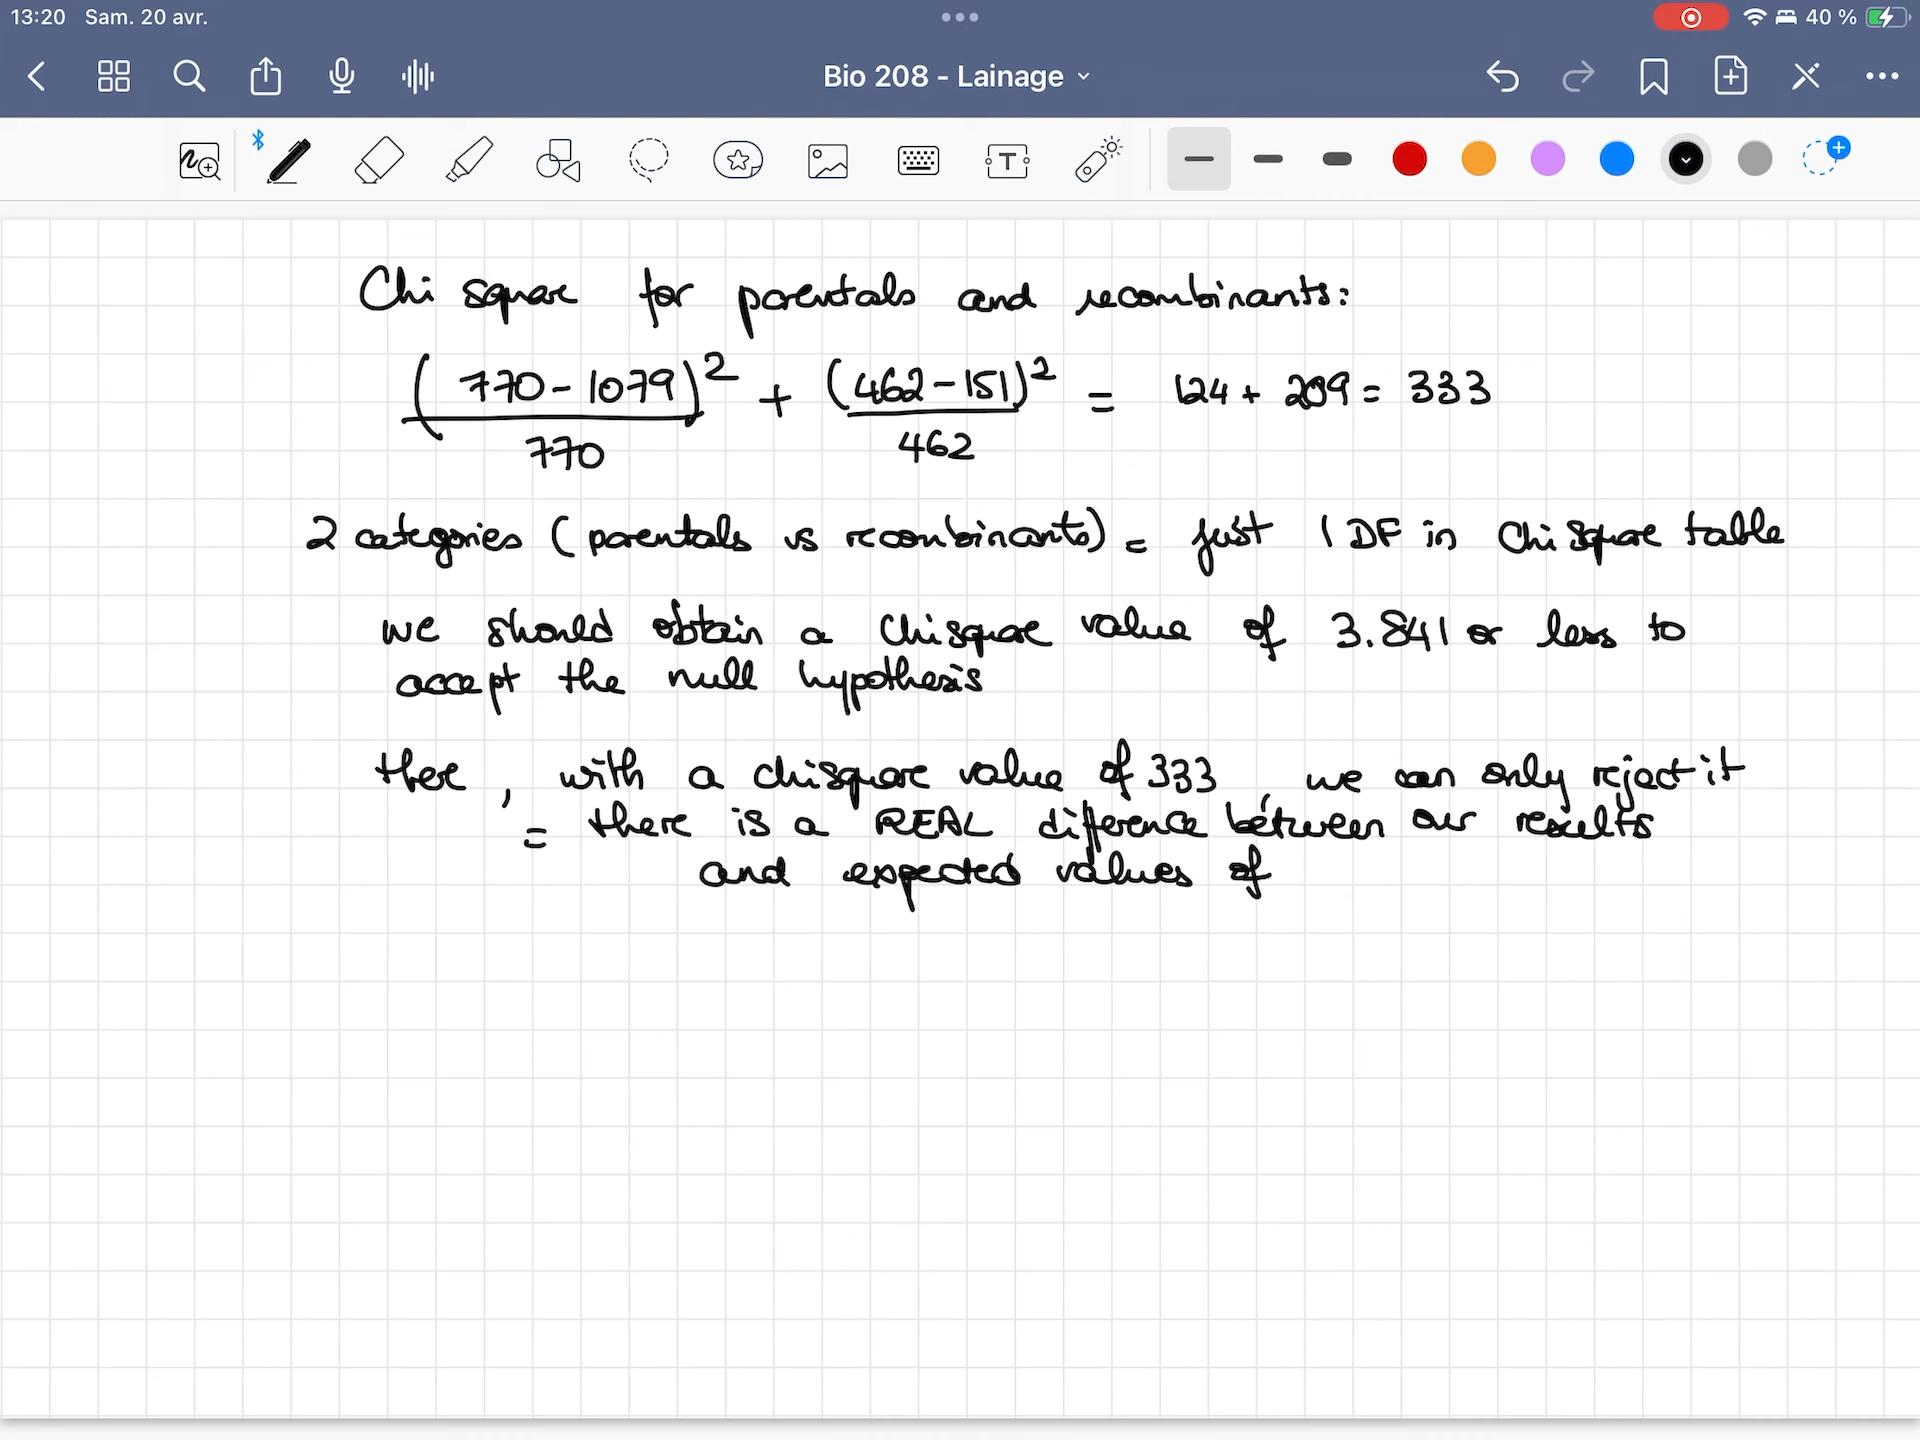 13:20 Sam. 20 avr.
40 %
Bio 208 - Lainage
T
Chi square for parentals and recombinants:
(770-1079)² / 770 + (462-151)² / 462 = 124 + 209 = 333
2 categories (parentals vs recombinants) = just 1 DF in Chi Square table
we should obtain a Chisquare value of 3.841 or less to
accept the null hypothesis
there, with a chisquare value of 333, we can only reject it
= there is a REAL difference between our results
and expected values of